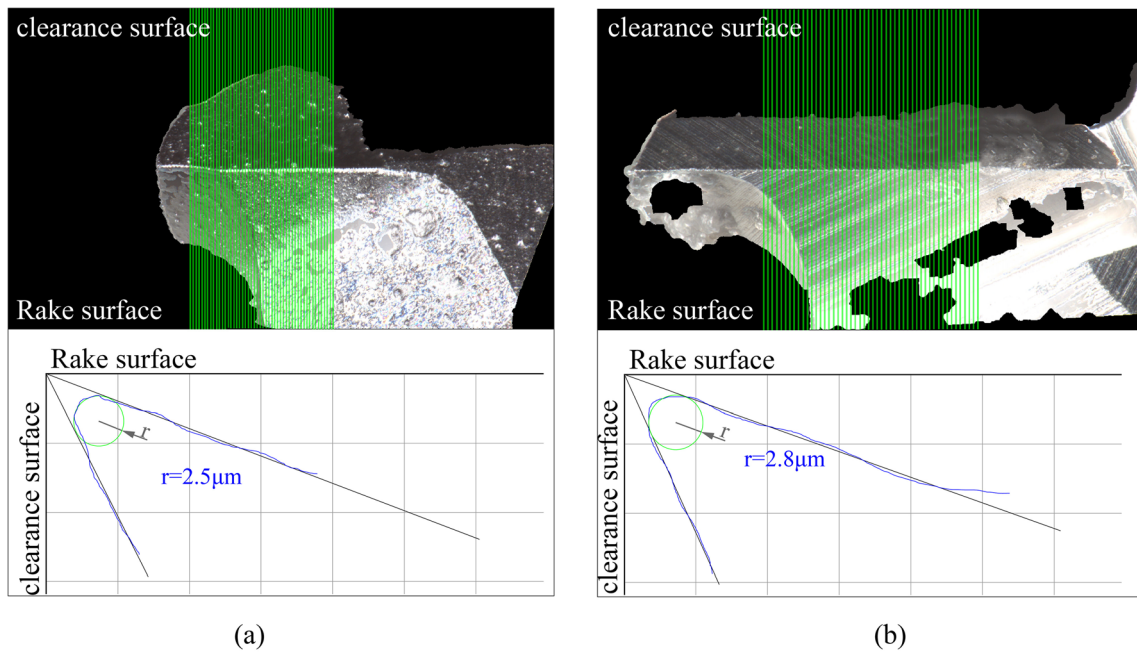 clearance surface
Rake surface
Rake surface
clearance surface
r
r=2.5μm
(a)
clearance surface
Rake surface
Rake surface
clearance surface
r
r=2.8μm
(b)